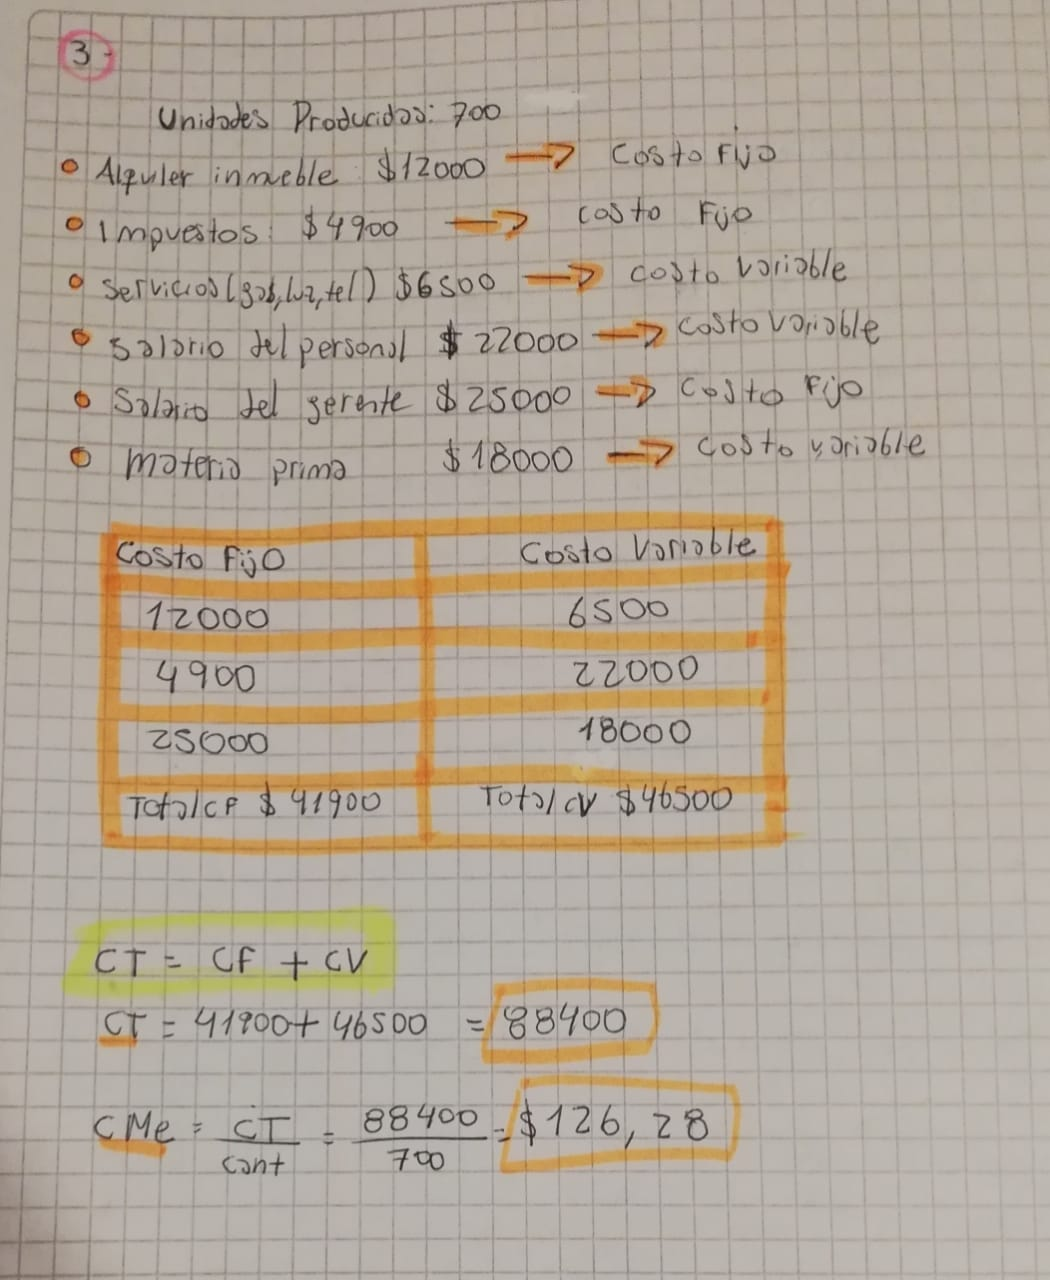 3-
Unidades Producidas: 700
Alquler inmueble $12000 → Costo Fijo
Impuestos: $4900 → costo Fijo
Servicios (gas, luz, tel) $6500 → costo variable
Salario del personal $22000 → Costo variable
Salario del gerente $25000 → Costo Fijo
materia prima $18000 → Costo variable
Costo Fijo Costo Variable
12000 6500
4900 22000
25000 18000
Total CF $41900 Total CV $46500
CT = CF + CV
CT = 41900 + 46500 = 88400
CMe = CT/cant = 88400/700 = $126,28